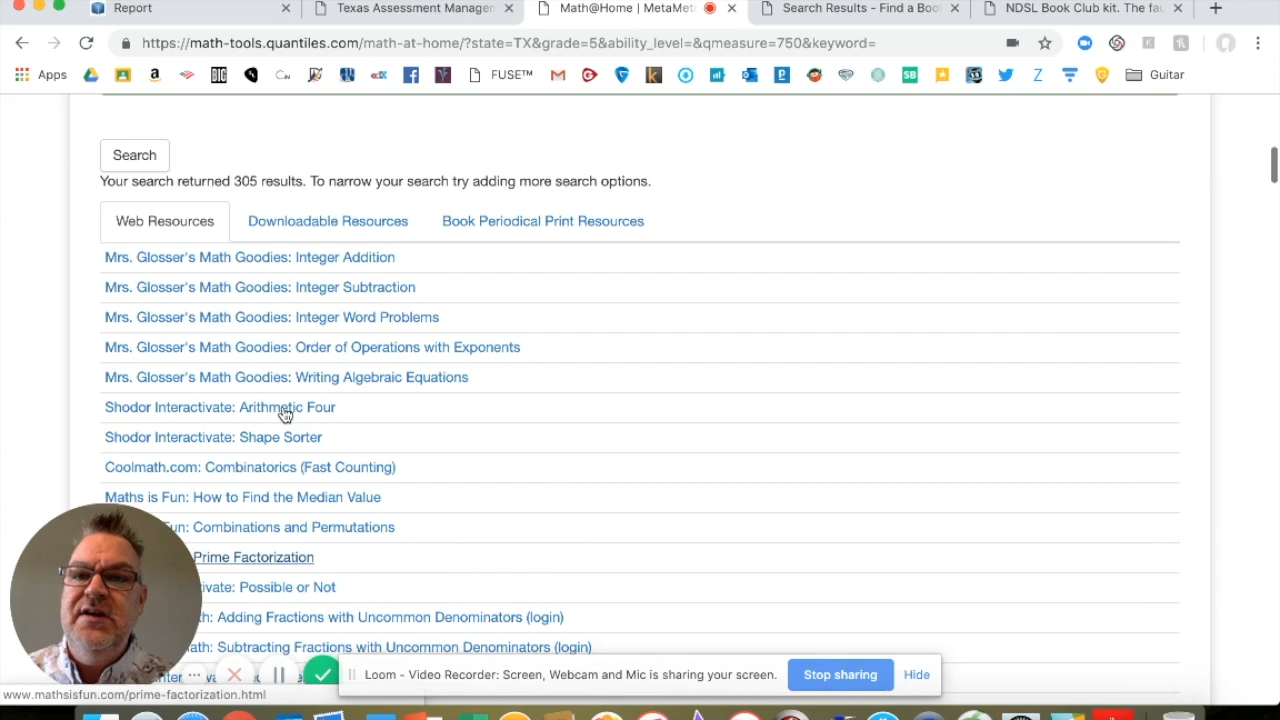 Report
Texas Assessment Managen
Math@Home | MetaMetr
Search Results - Find a Boo
NDSL Book Club kit. The fau
https://math-tools.quantiles.com/math-at-home/?state=TX&grade=5&ability_level=&qmeasure=750&keyword=
Apps
FUSE™
Guitar
Search
Your search returned 305 results. To narrow your search try adding more search options.
Web Resources
Downloadable Resources
Book Periodical Print Resources
Mrs. Glosser's Math Goodies: Integer Addition
Mrs. Glosser's Math Goodies: Integer Subtraction
Mrs. Glosser's Math Goodies: Integer Word Problems
Mrs. Glosser's Math Goodies: Order of Operations with Exponents
Mrs. Glosser's Math Goodies: Writing Algebraic Equations
Shodor Interactivate: Arithmetic Four
Shodor Interactivate: Shape Sorter
Coolmath.com: Combinatorics (Fast Counting)
Maths is Fun: How to Find the Median Value
un: Combinations and Permutations
Prime Factorization
ivate: Possible or Not
th: Adding Fractions with Uncommon Denominators (login)
ath: Subtracting Fractions with Uncommon Denominators (login)
Loom - Video Recorder: Screen, Webcam and Mic is sharing your screen.
Stop sharing
Hide
www.mathsisfun.com/prime-factorization.html